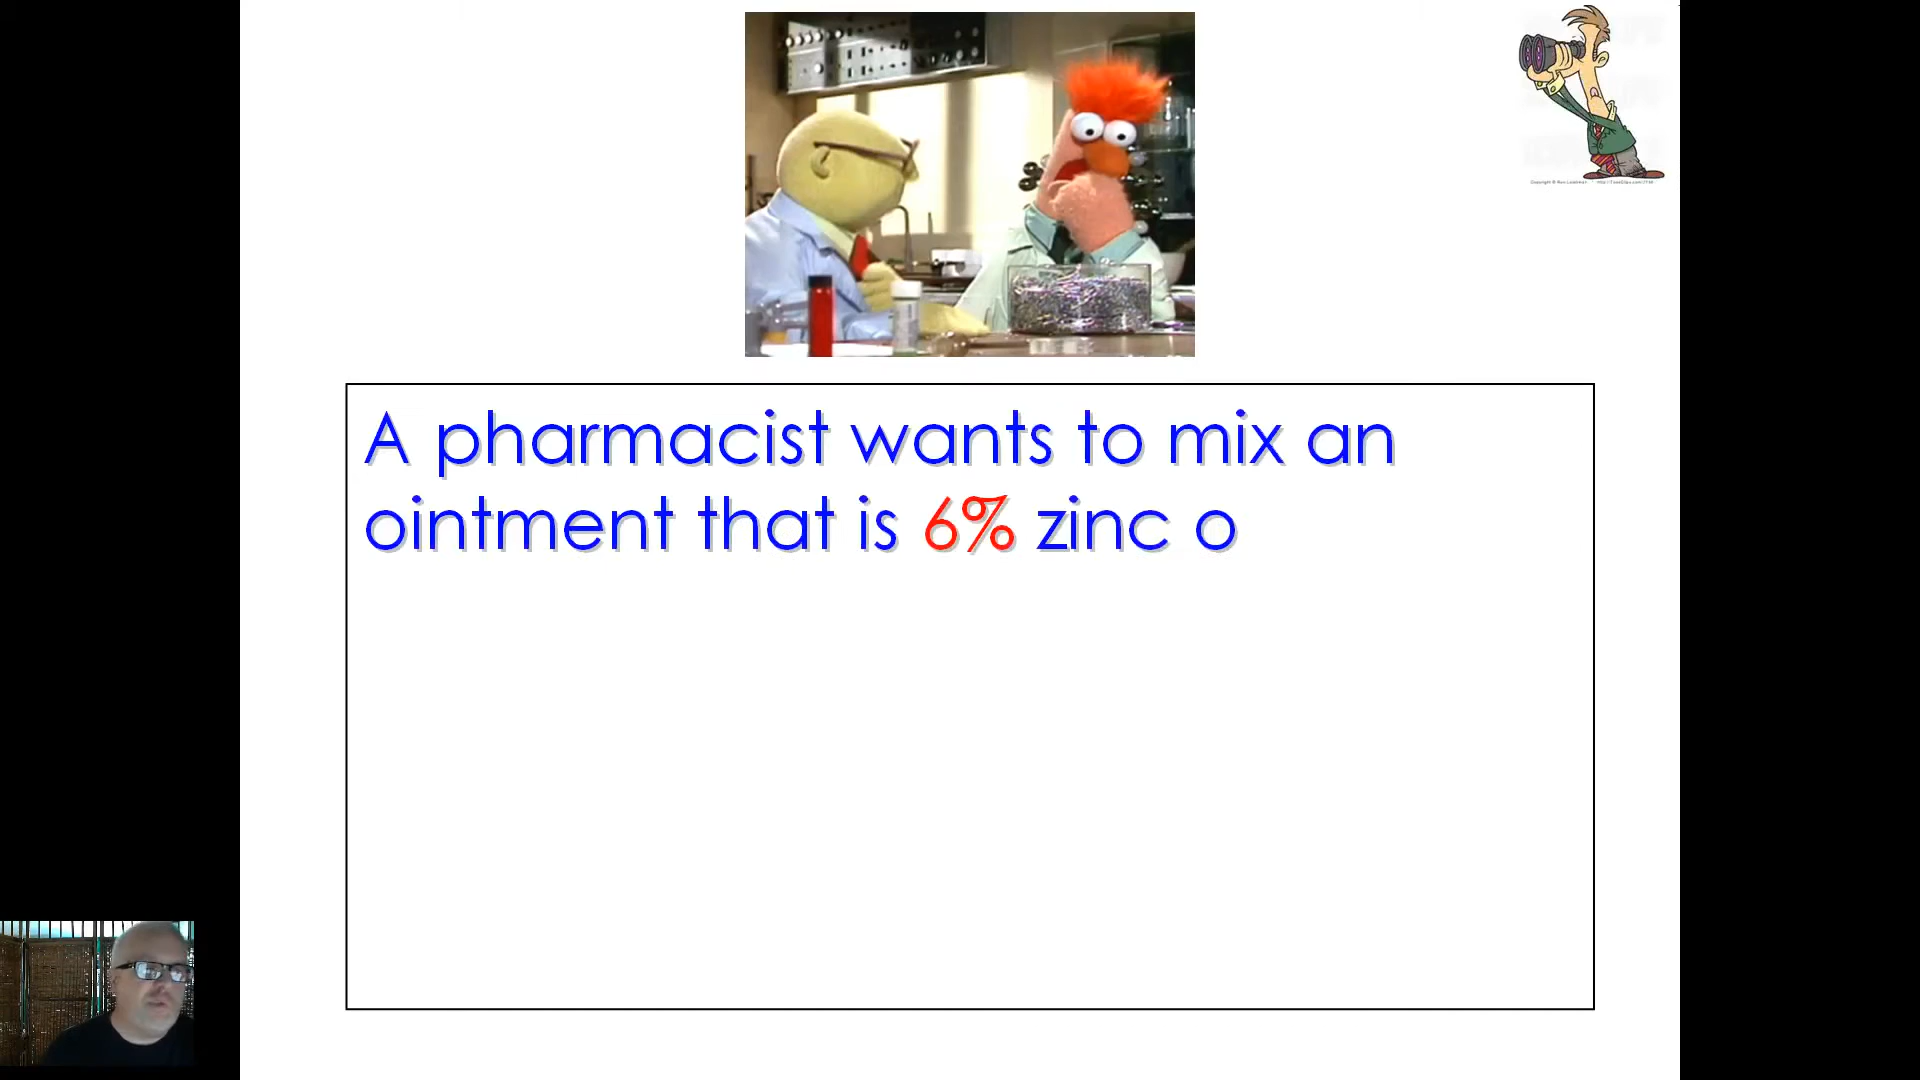 A pharmacist wants to mix an
ointment that is 6% zinc o